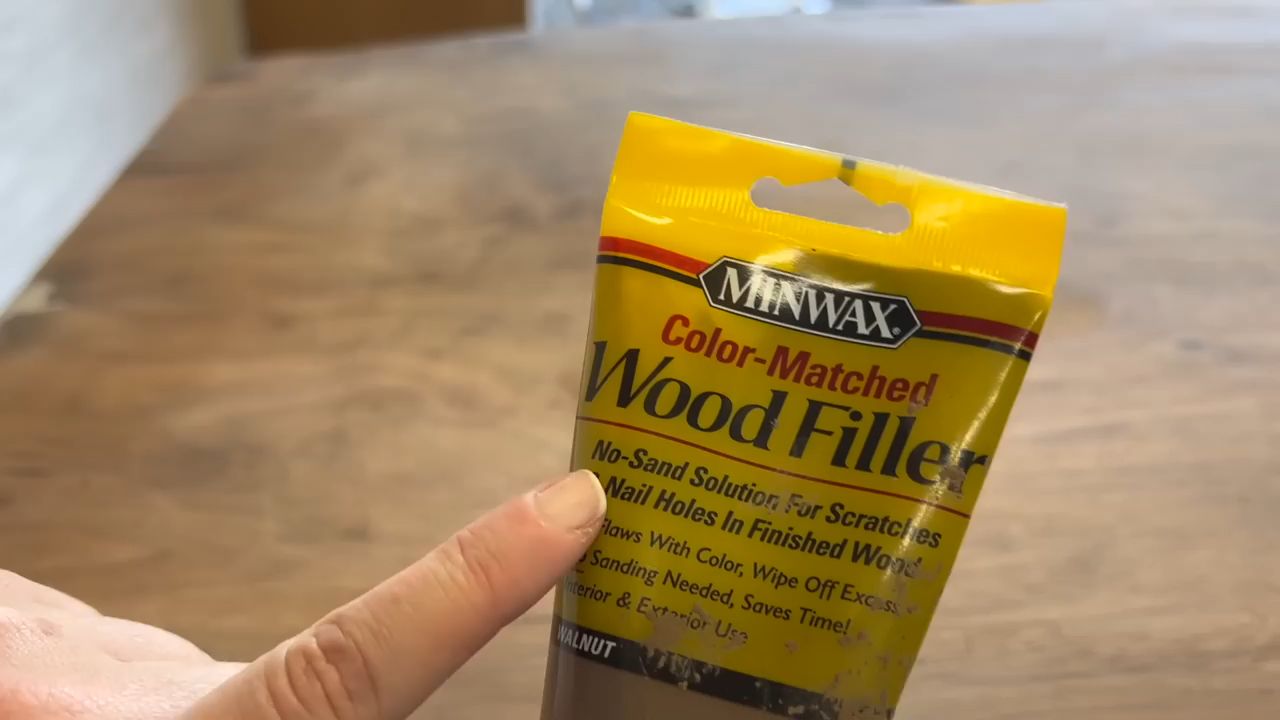 MINWAX
Color-Matched
Wood Filler
No-Sand Solution For Scratches
Nail Holes In Finished Wood
Flaws With Color, Wipe Off Excess
Sanding Needed, Saves Time!
Interior & Exterior Use
WALNUT